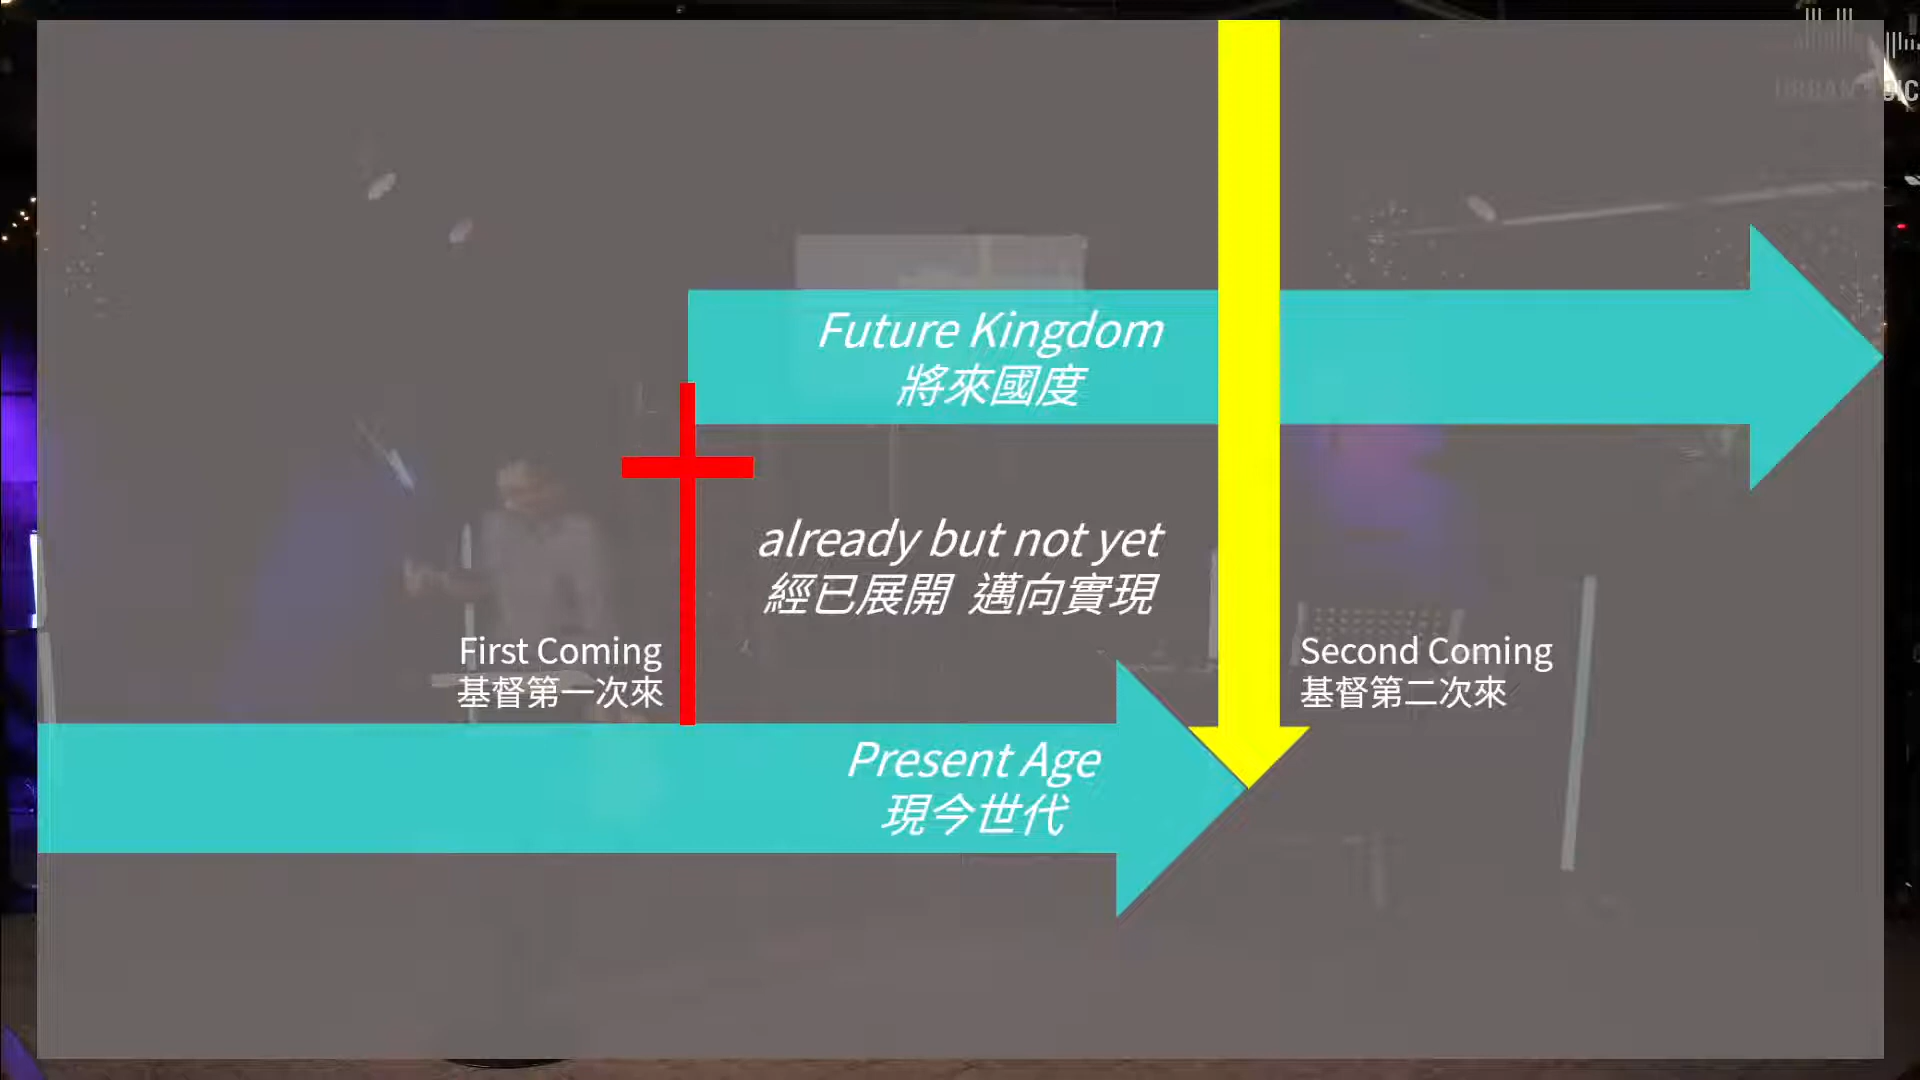 Future Kingdom
將來國度
already but not yet
經已展開 邁向實現
First Coming
基督第一次來
Second Coming
基督第二次來
Present Age
現今世代
URBAN